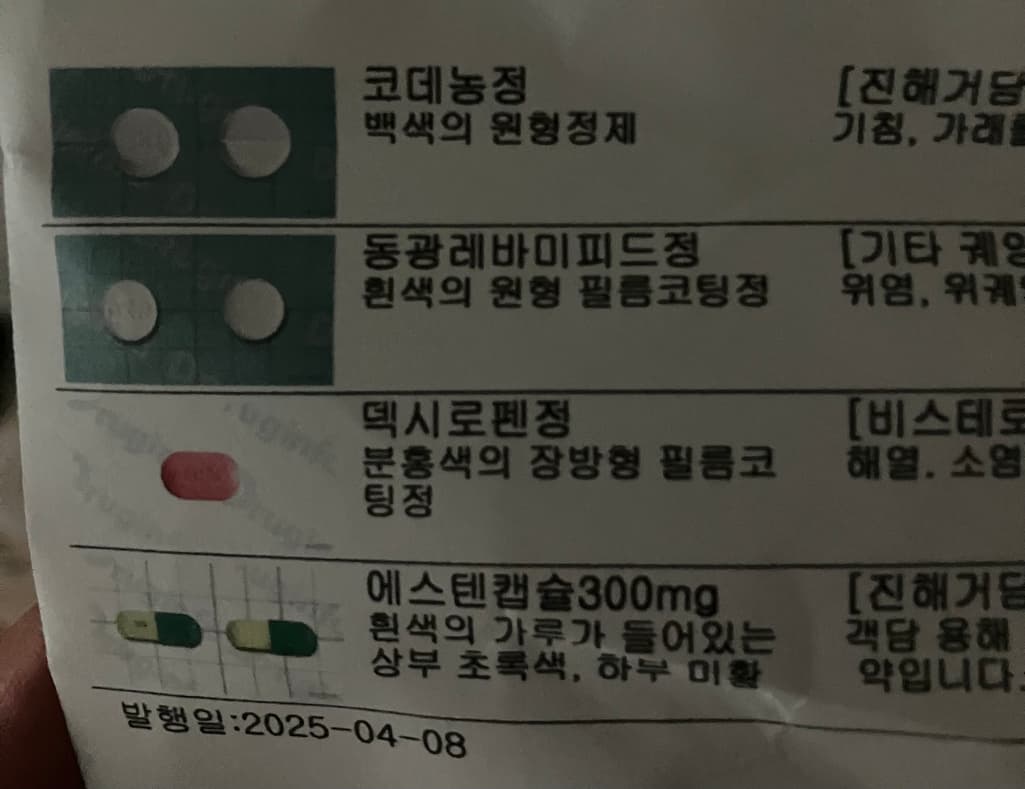 코데농정
백색의 원형정제
[진해거담
기침, 가래를
동광레바미피드정
흰색의 원형 필름코팅정
[기타 궤양
위염, 위궤
덱시로펜정
분홍색의 장방형 필름코
팅정
[비스테로
해열. 소염
에스텐캡슐300mg
흰색의 가루가 들어있는
상부 초록색, 하부 미황
[진해거담
객담 용해
약입니다.
발행일:2025-04-08